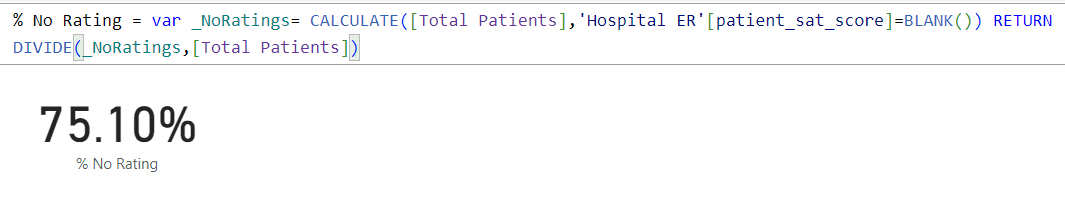 % No Rating = var _NoRatings= CALCULATE([Total Patients],'Hospital ER'[patient_sat_score]=BLANK()) RETURN
DIVIDE(_NoRatings,[Total Patients])
75.10%
% No Rating